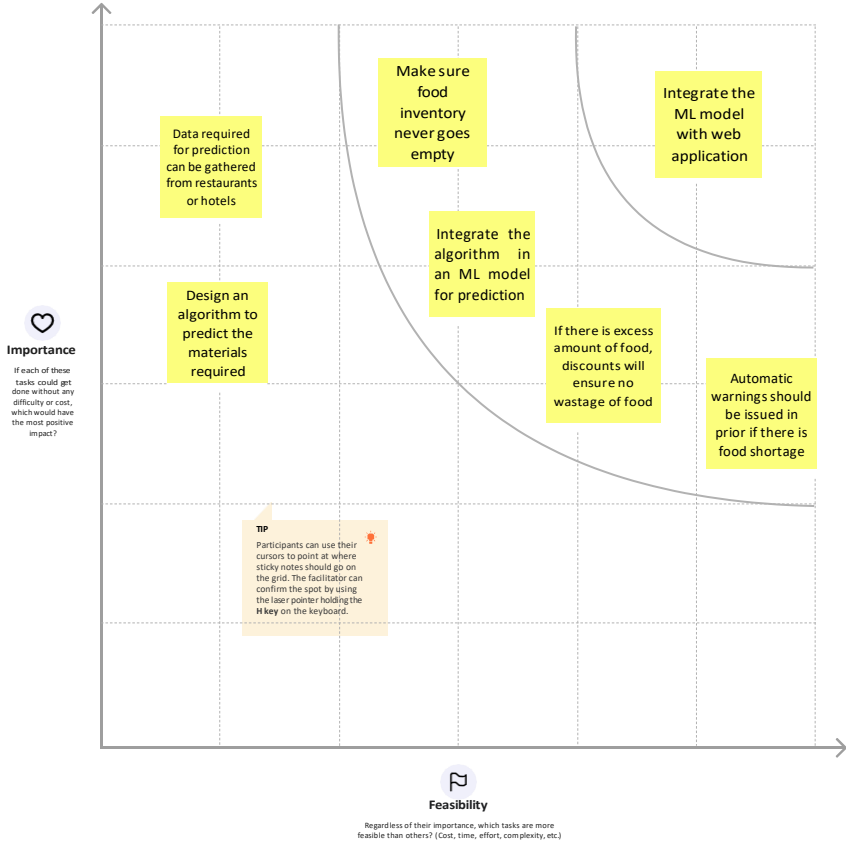 Make sure
food
inventory
never goes
empty
Integrate the
ML model
with web
application
Data required
for prediction
can be gathered
from restaurants
or hotels
Integrate the
algorithm in
an ML model
for prediction
Design an
algorithm to
predict the
materials
required
If there is excess
amount of food,
discounts will
ensure no
wastage of food
Automatic
warnings should
be issued in
prior if there is
food shortage
Importance
If each of these
tasks could get
done without any
difficulty or cost,
which would have
the most positive
impact?
TIP
Participants can use their
cursors to point at where
sticky notes should go on
the grid. The facilitator can
confirm the spot by using
the laser pointer holding the
H key on the keyboard.
Feasibility
Regardless of their importance, which tasks are more
feasible than others? (Cost, time, effort, complexity, etc.)